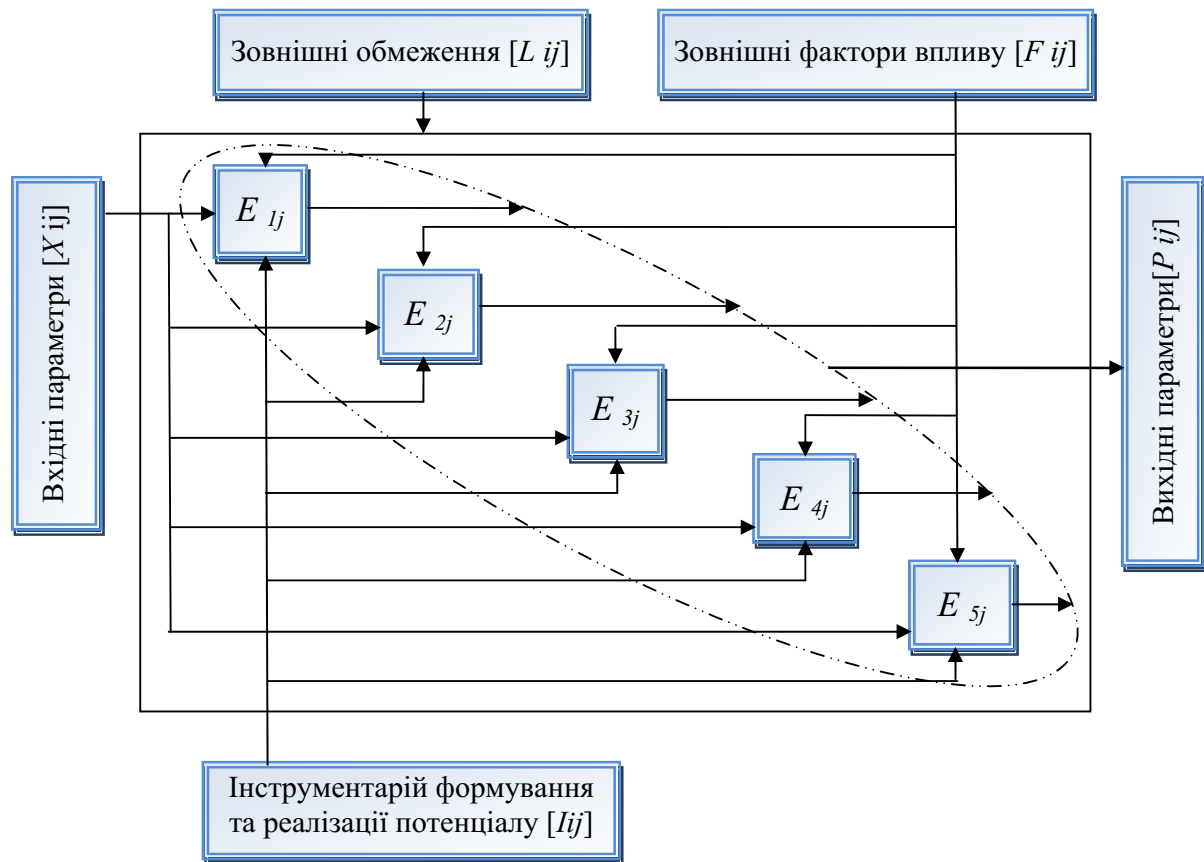 Зовнішні обмеження [L ij]
Зовнішні фактори впливу [F ij]
Вхідні параметри [X ij]
E 1j
E 2j
E 3j
E 4j
E 5j
Вихідні параметри[P ij]
Інструментарій формування
та реалізації потенціалу [Iij]